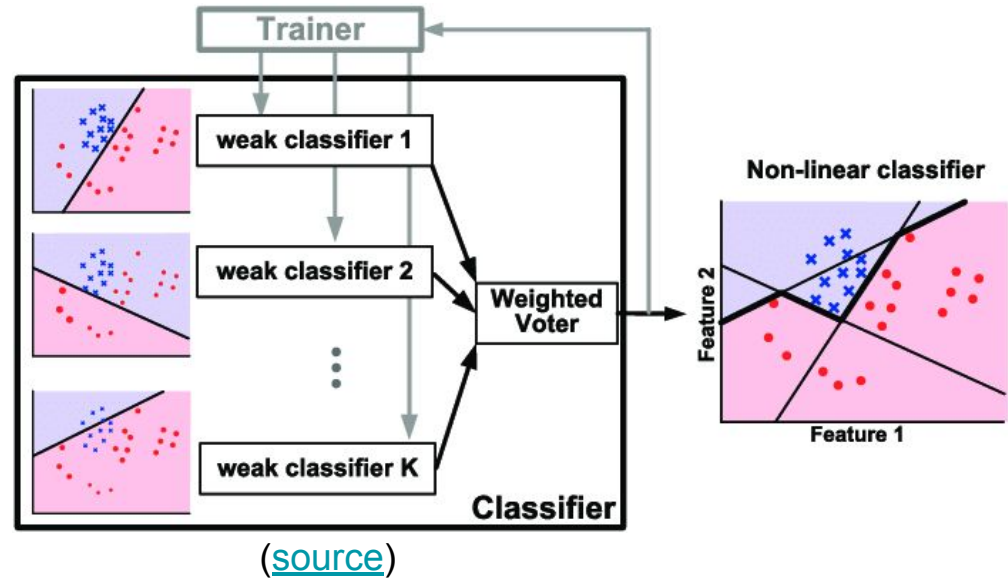 Trainer
weak classifier 1
weak classifier 2
weak classifier K
Weighted
Voter
Classifier
Non-linear classifier
Feature 2
Feature 1
(source)